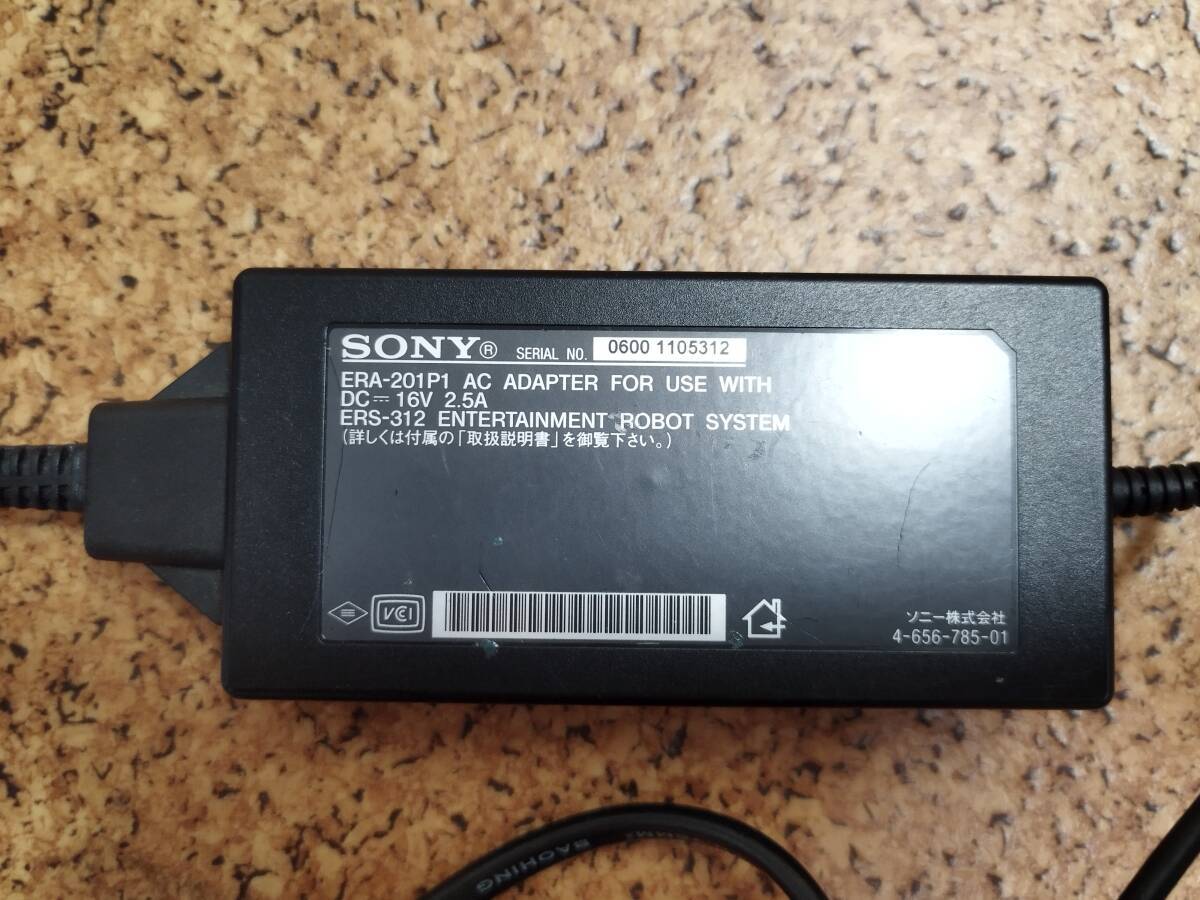 SONY® SERIAL NO. 0600 1105312
ERA-201P1 AC ADAPTER FOR USE WITH
DC⎓16V 2.5A
ERS-312 ENTERTAINMENT ROBOT SYSTEM
(詳しくは付属の「取扱説明書」を御覧下さい。)
VCI
ソニー株式会社
4-656-785-01
BAOHING